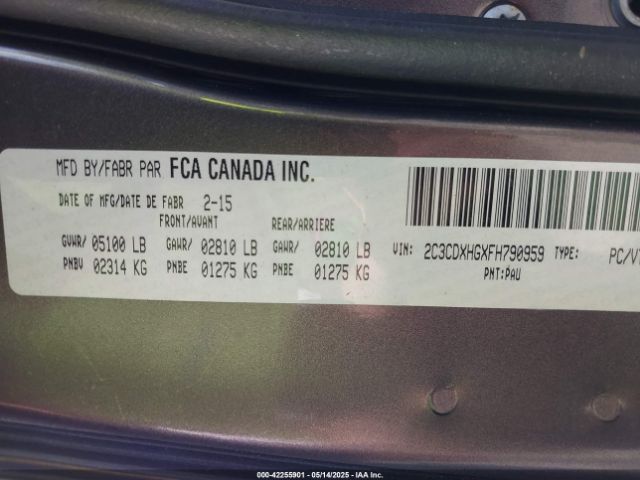 MFD BY/FABR PAR FCA CANADA INC.
DATE OF MFG/DATE DE FABR 2-15
FRONT/AVANT REAR/ARRIERE
GVWR/05100 LB GAWR/02810 LB GAWR/02810 LB VIN: 2C3CDXHGXFH790959 TYPE: PC/V
PNBV 02314 KG PNBE 01275 KG PNBE 01275 KG PNT:PAU
000-42255901 - 05/14/2025 - IAA Inc.